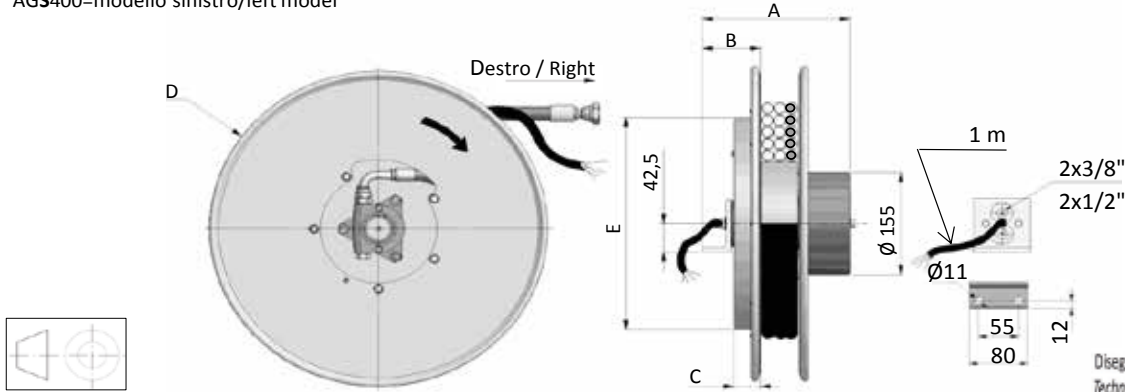 AGS400=modello sinistro/left model
A
B
Destro / Right
D
1 m
42,5
2x3/8"
2x1/2"
E
Ø 155
Ø11
55
12
80
C
Diseg
Techn